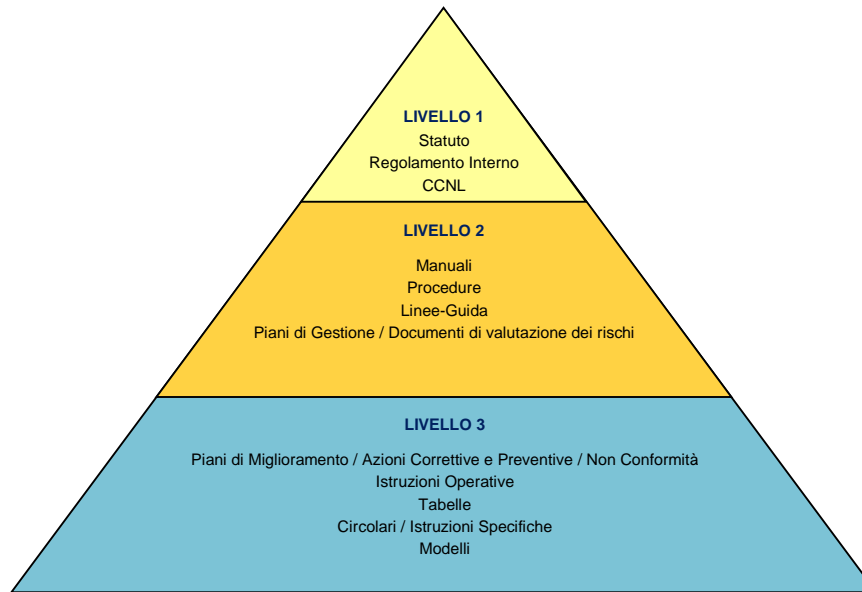 LIVELLO 1
Statuto
Regolamento Interno
CCNL
LIVELLO 2
Manuali
Procedure
Linee-Guida
Piani di Gestione / Documenti di valutazione dei rischi
LIVELLO 3
Piani di Miglioramento / Azioni Correttive e Preventive / Non Conformità
Istruzioni Operative
Tabelle
Circolari / Istruzioni Specifiche
Modelli